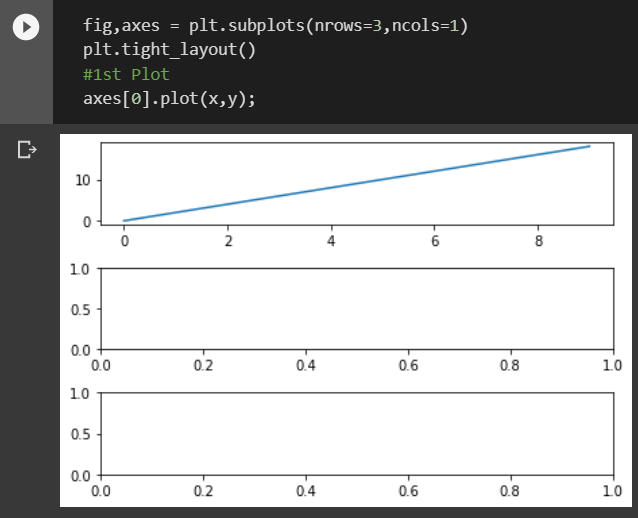 fig,axes = plt.subplots(nrows=3,ncols=1)
plt.tight_layout()
#1st Plot
axes[0].plot(x,y);
10
0
0 2 4 6 8
1.0
0.5
0.0
0.0 0.2 0.4 0.6 0.8 1.0
1.0
0.5
0.0
0.0 0.2 0.4 0.6 0.8 1.0